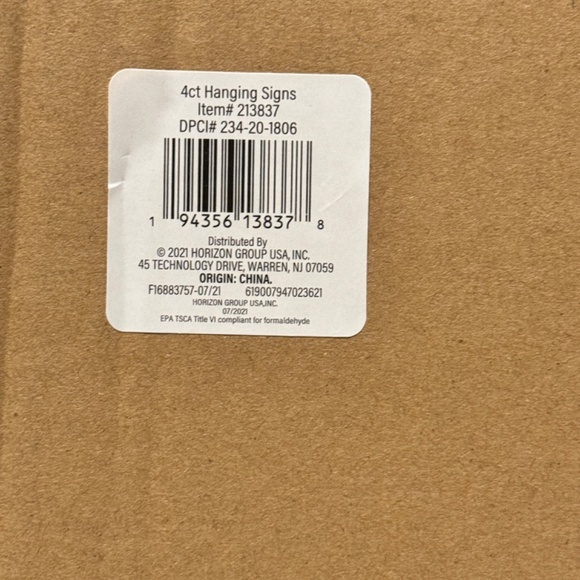 4ct Hanging Signs
Item# 213837
DPCI# 234-20-1806
1 94356 13837 8
Distributed By
© 2021 HORIZON GROUP USA, INC.
45 TECHNOLOGY DRIVE, WARREN, NJ 07059
ORIGIN: CHINA.
F16883757-07/21 619007947023621
HORIZON GROUP USA,INC.
07/2021
EPA TSCA Title VI compliant for formaldehyde